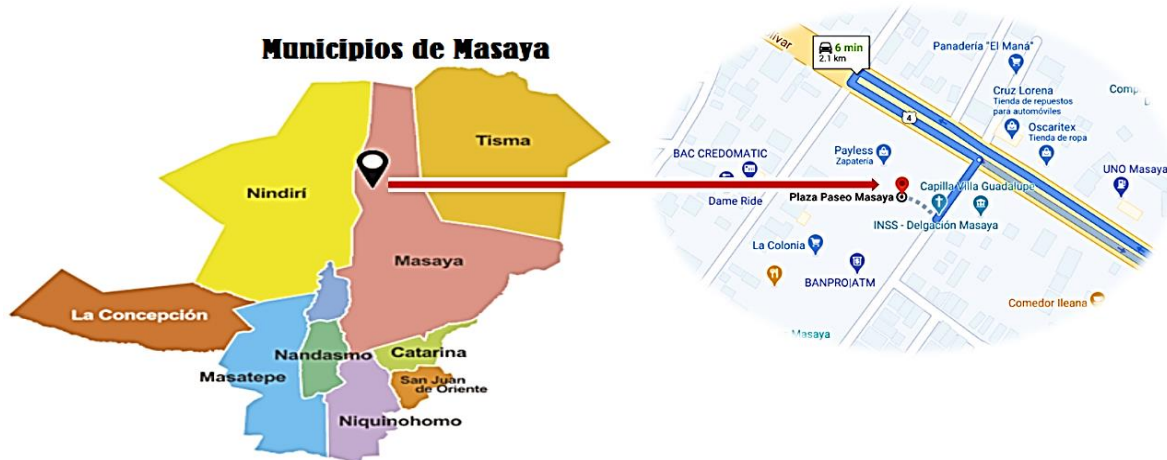 Municipios de Masaya
Tisma
Nindirí
Masaya
La Concepción
Nandasmo
Catarina
Masatepe
San Juan
de Oriente
Niquinohomo
ívar
6 min
2.1 km
4
Panadería "El Maná"
Cruz Lorena
Tienda de repuestos
para automóviles
Comp
Oscaritex
Tienda de ropa
Payless
Zapatería
BAC CREDOMATIC
Dame Ride
Plaza Paseo Masaya
Capilla Villa Guadalupe
UNO Masaya
INSS - Delgación Masaya
La Colonia
BANPRO|ATM
Comedor Ileana
Masaya